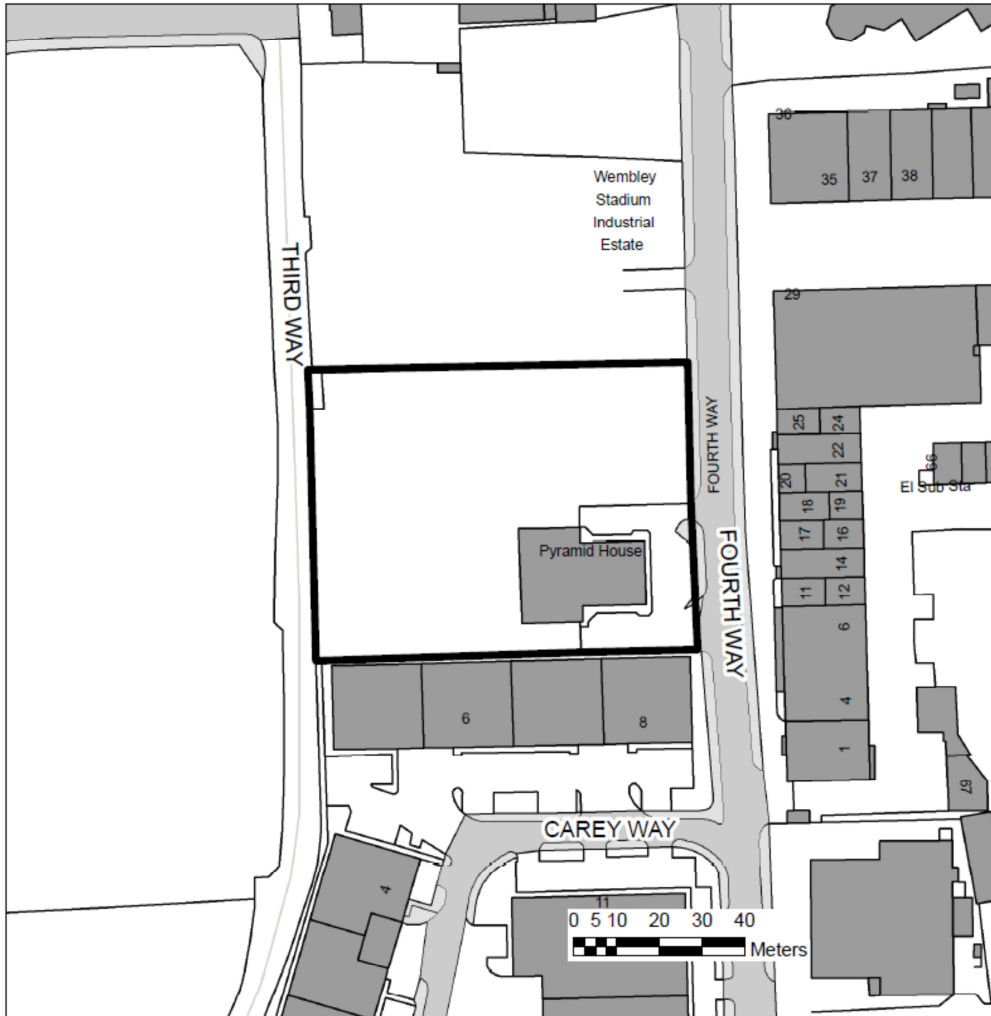 36
35
37
38
Wembley
Stadium
Industrial
Estate
THIRD WAY
29
FOURTH WAY
25
24
22
66
20
21
El Sub Sta
18
19
17
16
Pyramid House
14
FOURTH WAY
11
12
6
6
8
4
1
67
CAREY WAY
4
11
0 5 10 20 30 40
Meters